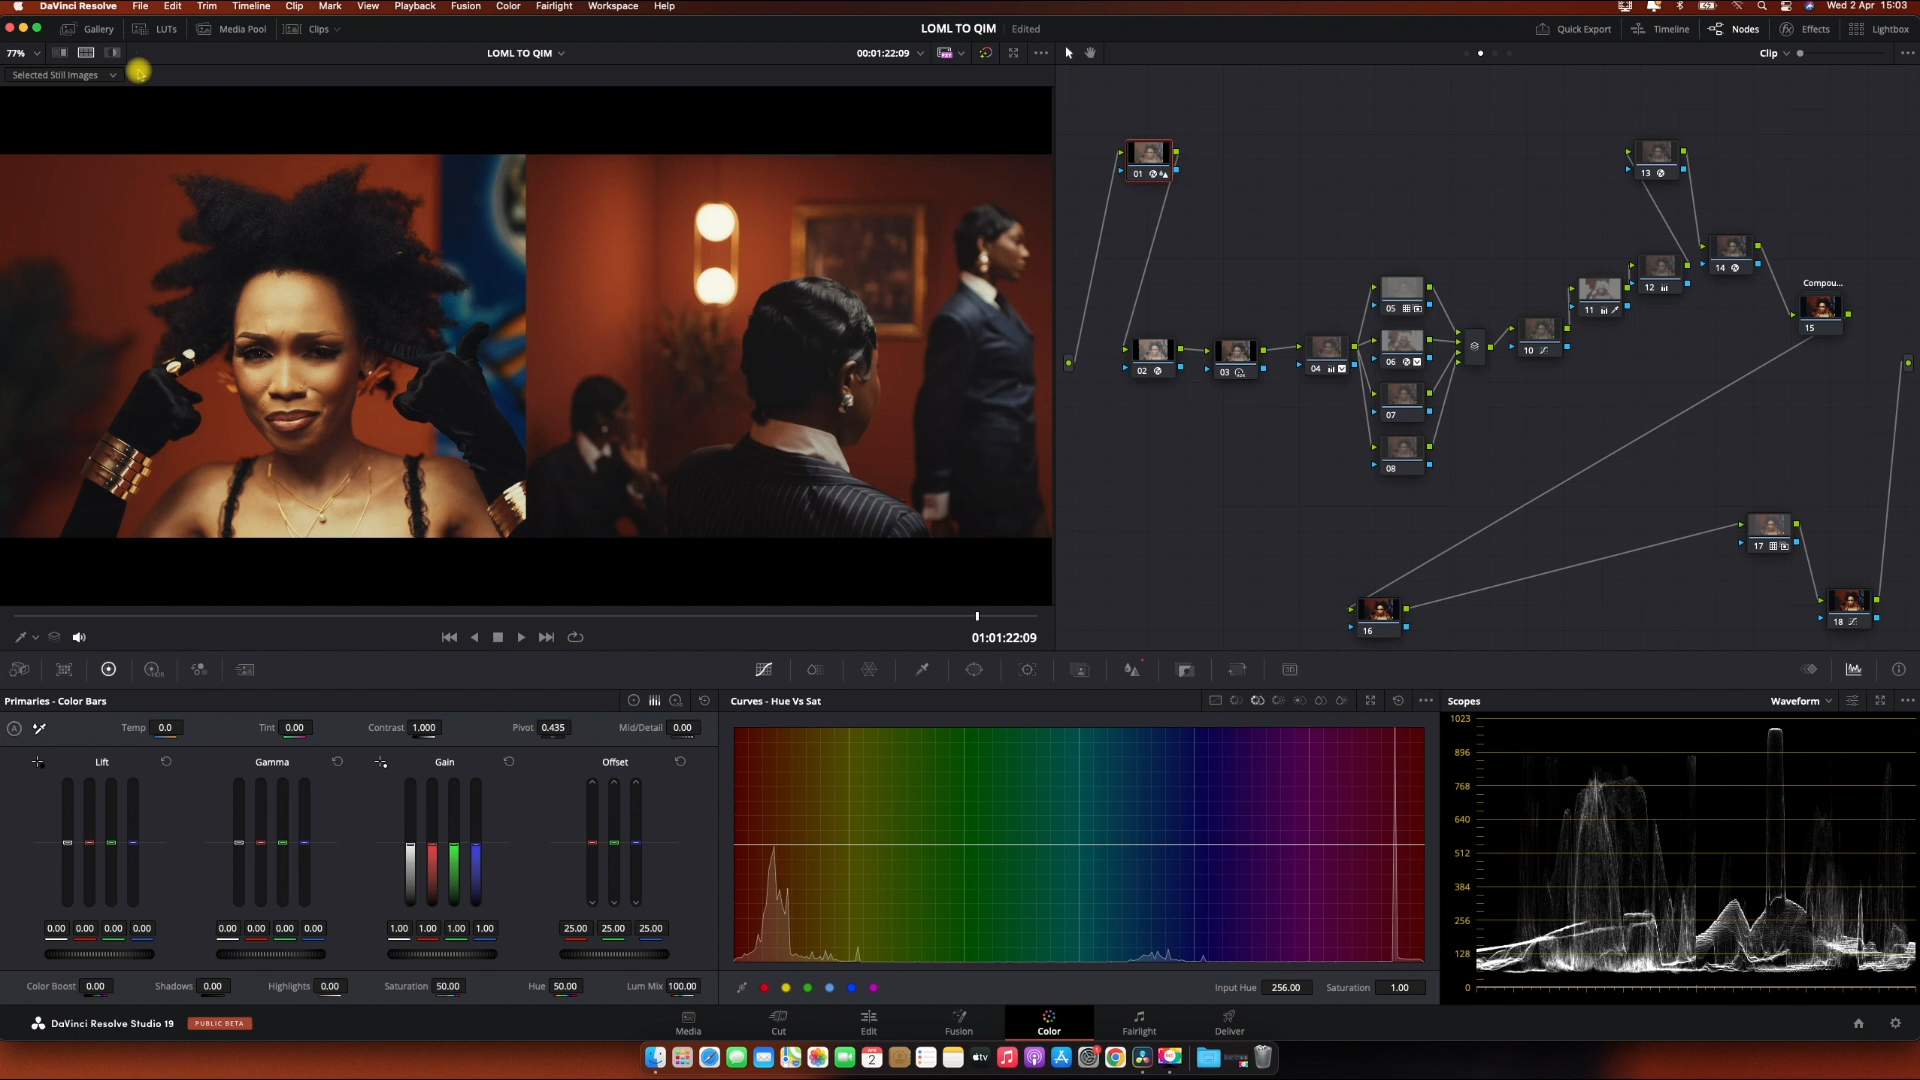 DaVinci Resolve File Edit Trim Timeline Clip Mark View Playback Fusion Color Fairlight Workspace Help Wed 2 Apr 15:03
Gallery LUTs Media Pool Clips LOML TO QIM Edited Quick Export Timeline Nodes Effects Lightbox
77% LOML TO QIM 00:01:22:09 Clip
Selected Still Images
01
13
14
Compou...
15
12
11
05
10
06
02
03
04
07
08
17
18
16
01:01:22:09
Primaries - Color Bars Curves - Hue Vs Sat Scopes Waveform
Temp 0.0 Tint 0.00 Contrast 1.000 Pivot 0.435 Mid/Detail 0.00
Lift Gamma Gain Offset
0.00 0.00 0.00 0.00 0.00 0.00 0.00 0.00 1.00 1.00 1.00 1.00 25.00 25.00 25.00
Color Boost 0.00 Shadows 0.00 Highlights 0.00 Saturation 50.00 Hue 50.00 Lum Mix 100.00
Input Hue 256.00 Saturation 1.00
1023
896
768
640
512
384
256
128
0
DaVinci Resolve Studio 19 PUBLIC BETA
Media Cut Edit Fusion Color Fairlight Deliver
APR
2
tv